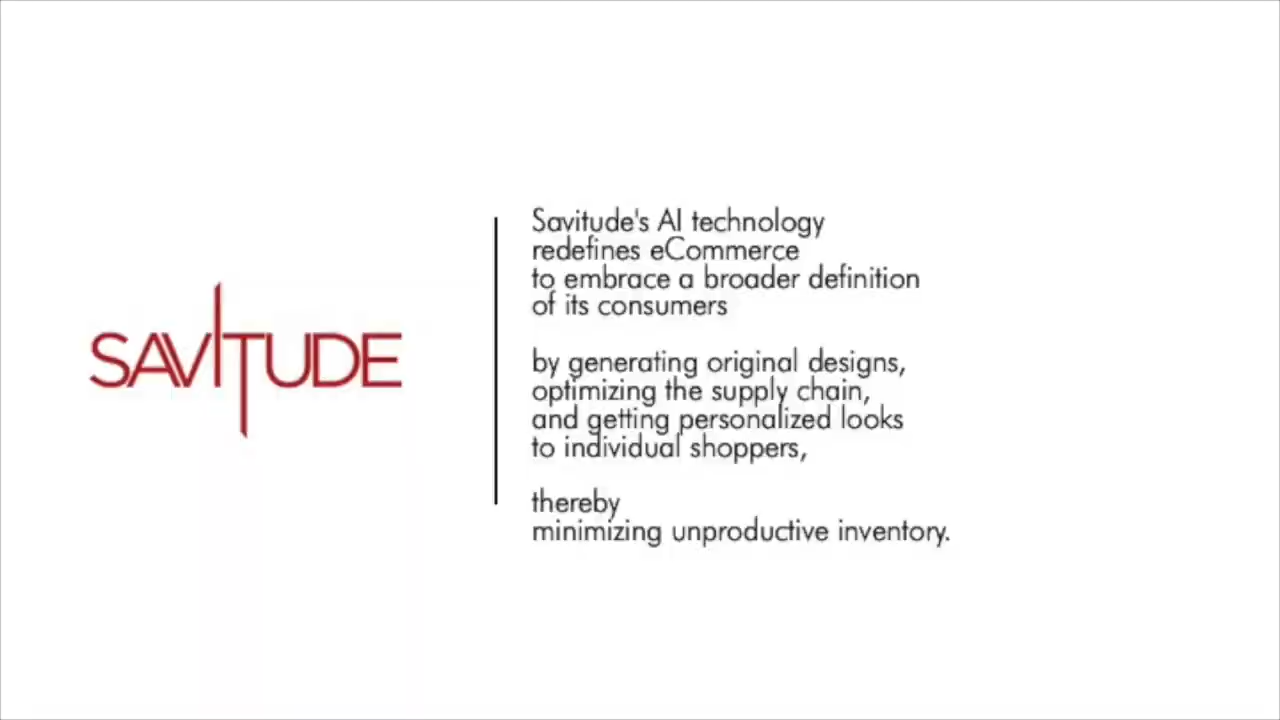 SAVITUDE
Savitude's AI technology
redefines eCommerce
to embrace a broader definition
of its consumers
by generating original designs,
optimizing the supply chain,
and getting personalized looks
to individual shoppers,
thereby
minimizing unproductive inventory.